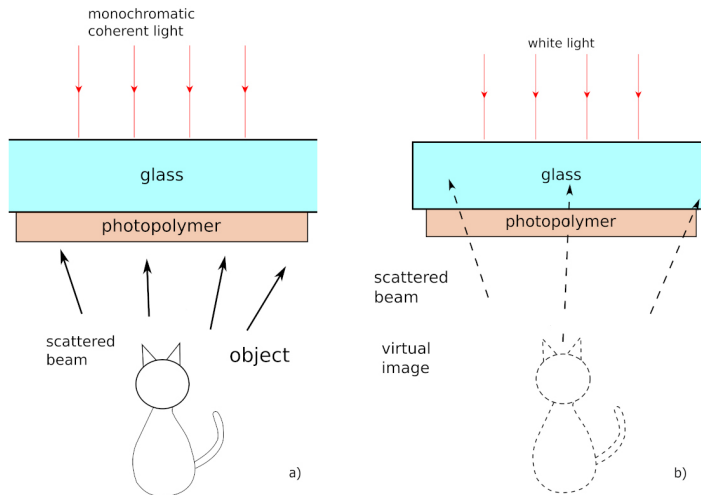 monochromatic
coherent light
glass
photopolymer
scattered
beam
object
a)
white light
glass
photopolymer
scattered
beam
virtual
image
b)